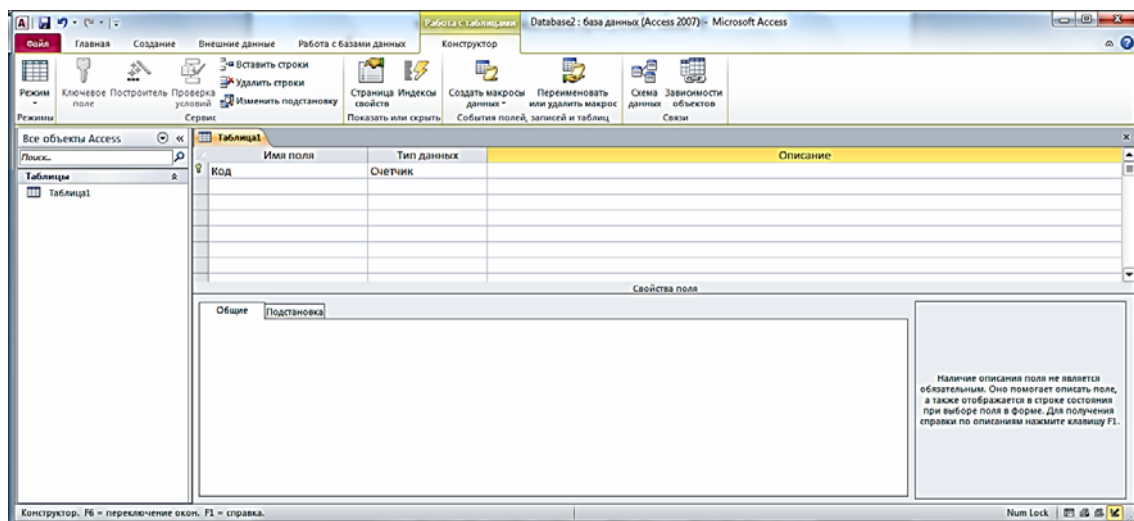 Работа с таблицами
Database2 : база данных (Access 2007) - Microsoft Access
Файл Главная Создание Внешние данные Работа с базами данных Конструктор
Режим
Ключевое поле
Построитель
Проверка условий
Вставить строки
Удалить строки
Изменить подстановку
Страница свойств
Индексы
Создать макросы данных
Переименовать или удалить макрос
Схема данных
Зависимости объектов
Режимы Сервис Показать или скрыть События полей, записей и таблиц Связи
Все объекты Access
Поиск...
Таблицы
Таблица1
Таблица1
Имя поля Тип данных Описание
Код Счетчик
Свойства поля
Общие Подстановка
Наличие описания поля не является
обязательным. Оно помогает описать поле,
а также отображается в строке состояния
при выборе поля в форме. Для получения
справки по описаниям нажмите клавишу F1.
Конструктор. F6 = переключение окон. F1 = справка.
Num Lock